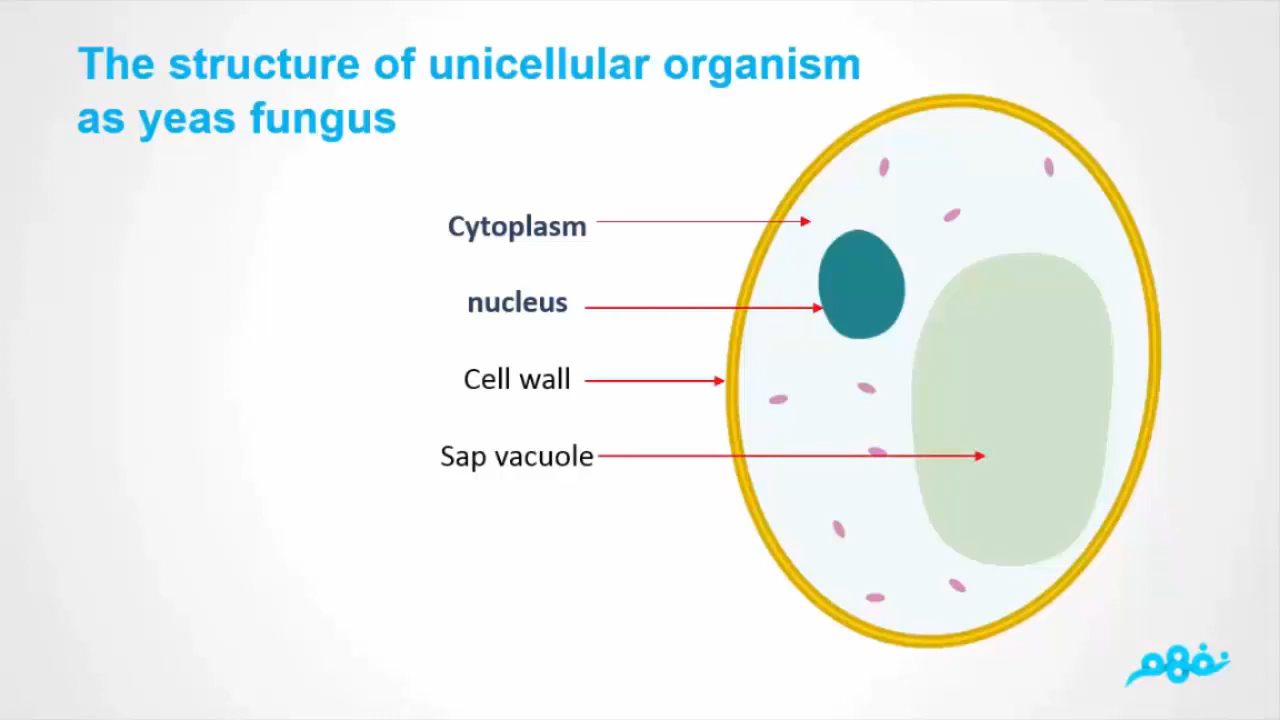 The structure of unicellular organism
as yeas fungus
Cytoplasm
nucleus
Cell wall
Sap vacuole
نفهم